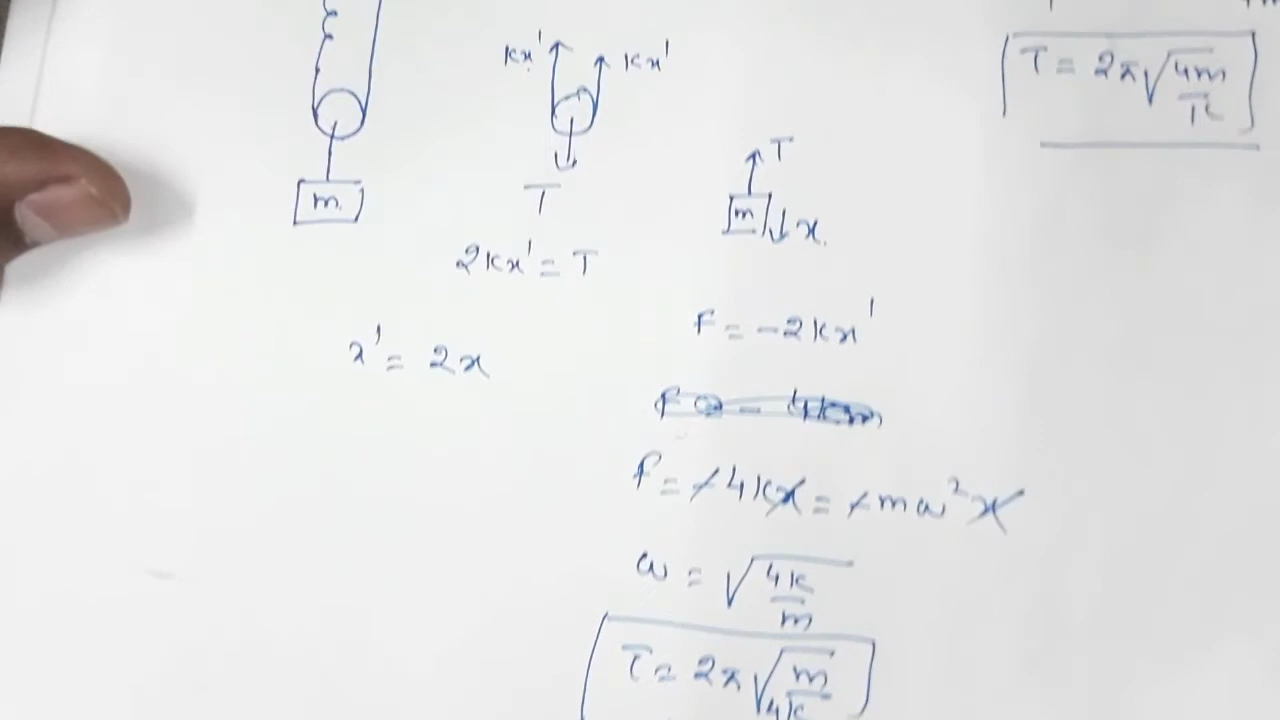 T = 2π√(4m/K)
kx' kx'
T
m
T
m x
2kx' = T
F = -2kx'
x' = 2x
F = -4kx = -mω²x
ω = √(4k/m)
T = 2π√(m/4k)